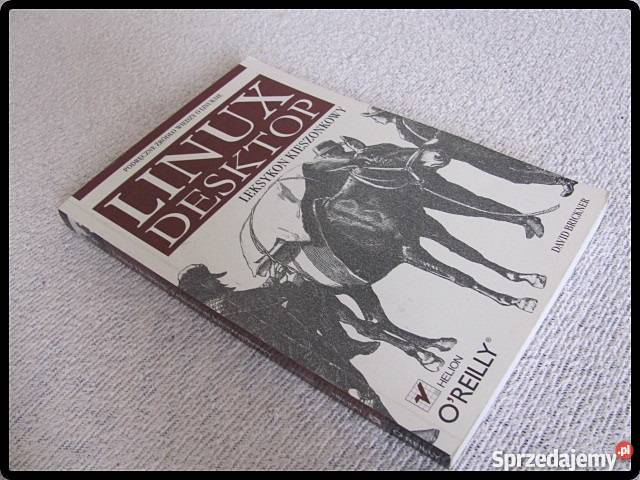 PODRĘCZNE ŹRÓDŁO WIEDZY O LINUKSIE
LINUX
DESKTOP
LEKSYKON KIESZONKOWY
DAVID BRICKNER
HELION
O'REILLY®
Sprzedajemy.pl